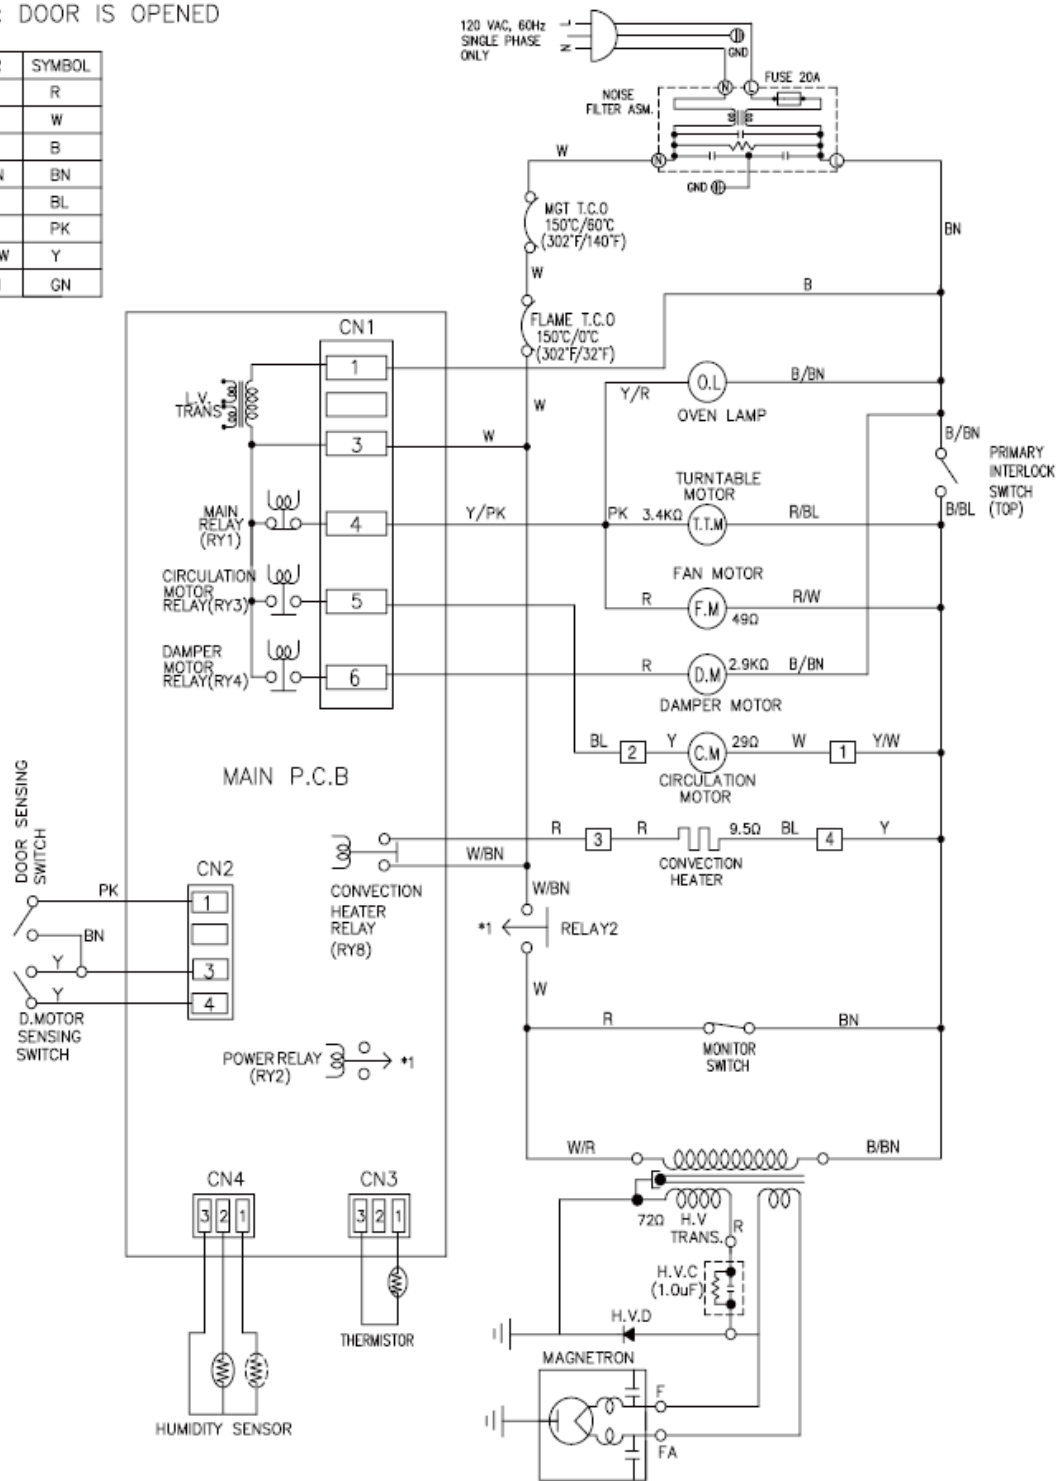 : DOOR IS OPENED
SYMBOL
R
W
B
N BN
BL
PK
W Y
GN
120 VAC, 60Hz
SINGLE PHASE
ONLY
L
N
GND
N L
FUSE 20A
NOISE
FILTER ASM.
N L
GND
W
MGT T.C.O
150°C/60°C
(302°F/140°F)
BN
W
B
FLAME T.C.O
150°C/0°C
(302°F/32°F)
CN1
1
L.V.
TRANS
W
Y/R O.L B/BN
OVEN LAMP
3 W
B/BN
PRIMARY
INTERLOCK
SWITCH
(TOP)
B/BL
TURNTABLE
MOTOR
MAIN
RELAY
(RY1)
4 Y/PK PK 3.4KΩ T.T.M R/BL
CIRCULATION
MOTOR
RELAY(RY3)
5
FAN MOTOR
R F.M R/W
49Ω
DAMPER
MOTOR
RELAY(RY4)
6 R D.M 2.9KΩ B/BN
DAMPER MOTOR
BL 2 Y C.M 29Ω W 1 Y/W
CIRCULATION
MOTOR
MAIN P.C.B
DOOR SENSING
SWITCH
R 3 R 9.5Ω BL 4 Y
CONVECTION
HEATER
W/BN
CONVECTION
HEATER
RELAY
(RY8)
W/BN
*1 RELAY2
CN2
PK 1
BN
Y 3
Y 4
D.MOTOR
SENSING
SWITCH
W
R BN
MONITOR
SWITCH
POWER RELAY
(RY2)
*1
W/R B/BN
72Ω H.V
TRANS.
R
H.V.C
(1.0uF)
H.V.D
CN4
3 2 1
CN3
3 2 1
THERMISTOR
HUMIDITY SENSOR
MAGNETRON
F
FA